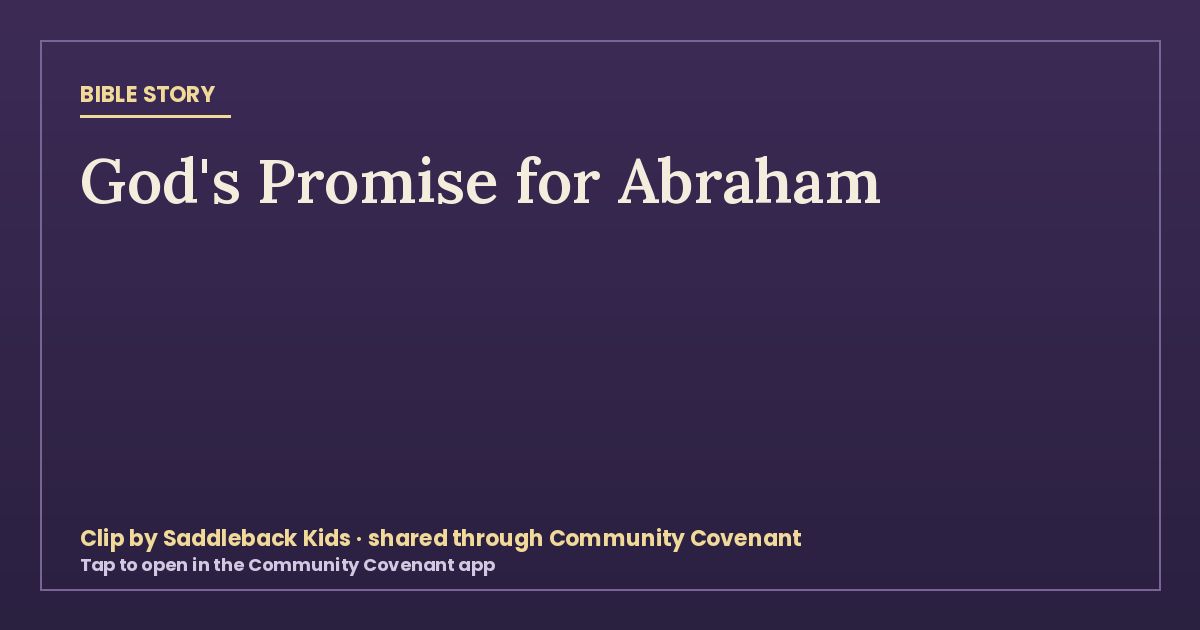 BIBLE STORY
God's Promise for Abraham
Clip by Saddleback Kids · shared through Community Covenant
Tap to open in the Community Covenant app